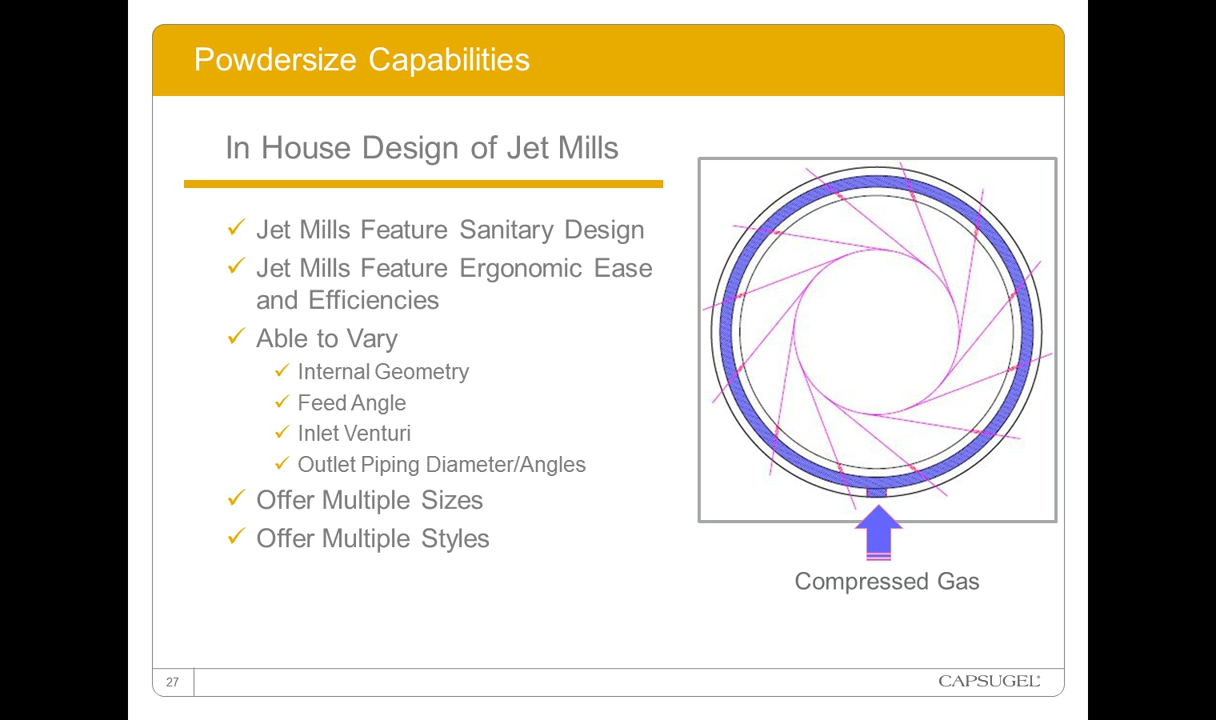 Powdersize Capabilities
In House Design of Jet Mills
✓ Jet Mills Feature Sanitary Design
✓ Jet Mills Feature Ergonomic Ease
and Efficiencies
✓ Able to Vary
✓ Internal Geometry
✓ Feed Angle
✓ Inlet Venturi
✓ Outlet Piping Diameter/Angles
✓ Offer Multiple Sizes
✓ Offer Multiple Styles
Compressed Gas
27
CAPSUGEL®